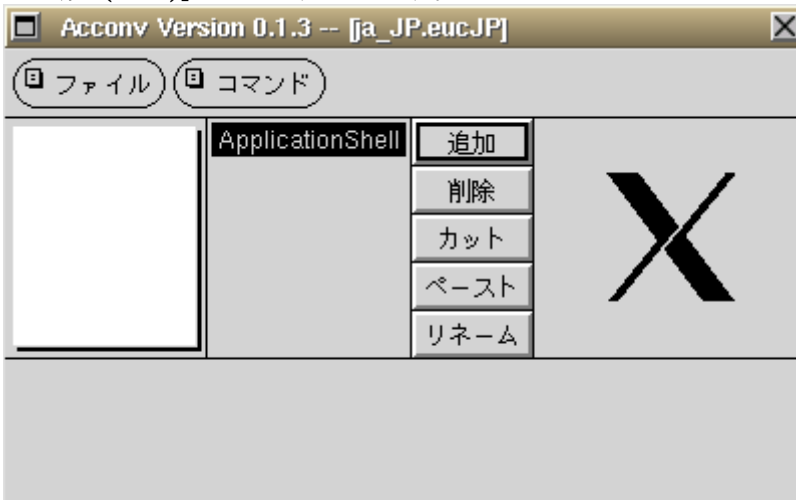 Acconv Version 0.1.3 -- [ja_JP.eucJP]
ファイル コマンド
ApplicationShell
追加
削除
カット
ペースト
リネーム